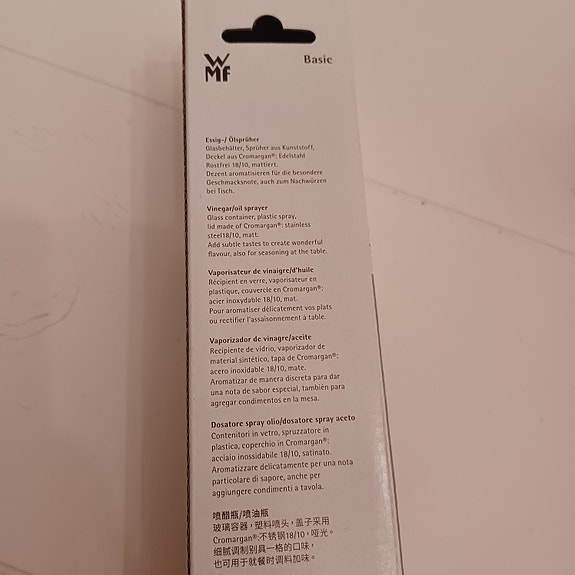 WMF
Basic
Essig-/ Ölsprüher
Glasbehälter, Sprüher aus Kunststoff,
Deckel aus Cromargan®: Edelstahl
Rostfrei 18/10, mattiert.
Dezent aromatisieren für die besondere
Geschmacksnote, auch zum Nachwürzen
bei Tisch.
Vinegar/oil sprayer
Glass container, plastic spray,
lid made of Cromargan®: stainless
steel18/10, matt.
Add subtle tastes to create wonderful
flavour, also for seasoning at the table.
Vaporisateur de vinaigre/d'huile
Récipient en verre, vaporisateur en
plastique, couvercle en Cromargan®:
acier inoxydable 18/10, mat.
Pour aromatiser délicatement vos plats
ou rectifier l'assaisonnement à table.
Vaporizador de vinagre/aceite
Recipiente de vidrio, vaporizador de
material sintético, tapa de Cromargan®:
acero inoxidable 18/10, mate.
Aromatizar de manera discreta para dar
una nota de sabor especial, también para
agregar condimentos en la mesa.
Dosatore spray olio/dosatore spray aceto
Contenitori in vetro, spruzzatore in
plastica, coperchio in Cromargan®:
acciaio inossidabile 18/10, satinato.
Aromatizzare delicatamente per una nota
particolare di sapore, anche per
aggiungere condimenti a tavola.
喷醋瓶/喷油瓶
玻璃容器，塑料喷头，盖子采用
Cromargan®:不锈钢18/10，哑光。
细腻调制别具一格的口味，
也可用于就餐时调料加味。